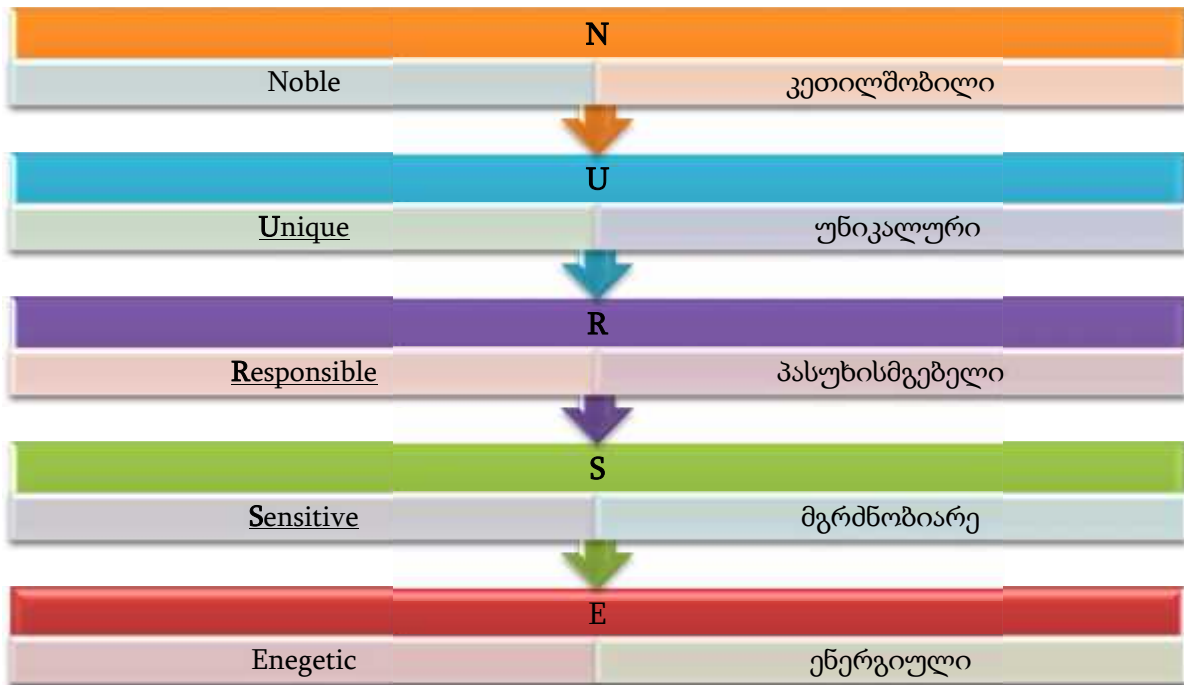 N
Noble კეთილშობილი
U
Unique უნიკალური
R
Responsible პასუხისმგებელი
S
Sensitive მგრძნობიარე
E
Enegetic ენერგიული